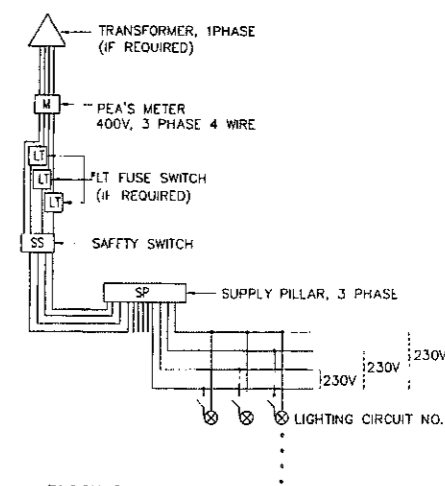 TRANSFORMER, 1PHASE
(IF REQUIRED)
M
PEA'S METER
400V, 3 PHASE 4 WIRE
LT
LT
LT
LT FUSE SWITCH
(IF REQUIRED)
SS
SAFETY SWITCH
SP
SUPPLY PILLAR, 3 PHASE
230V
230V
230V
LIGHTING CIRCUIT NO.